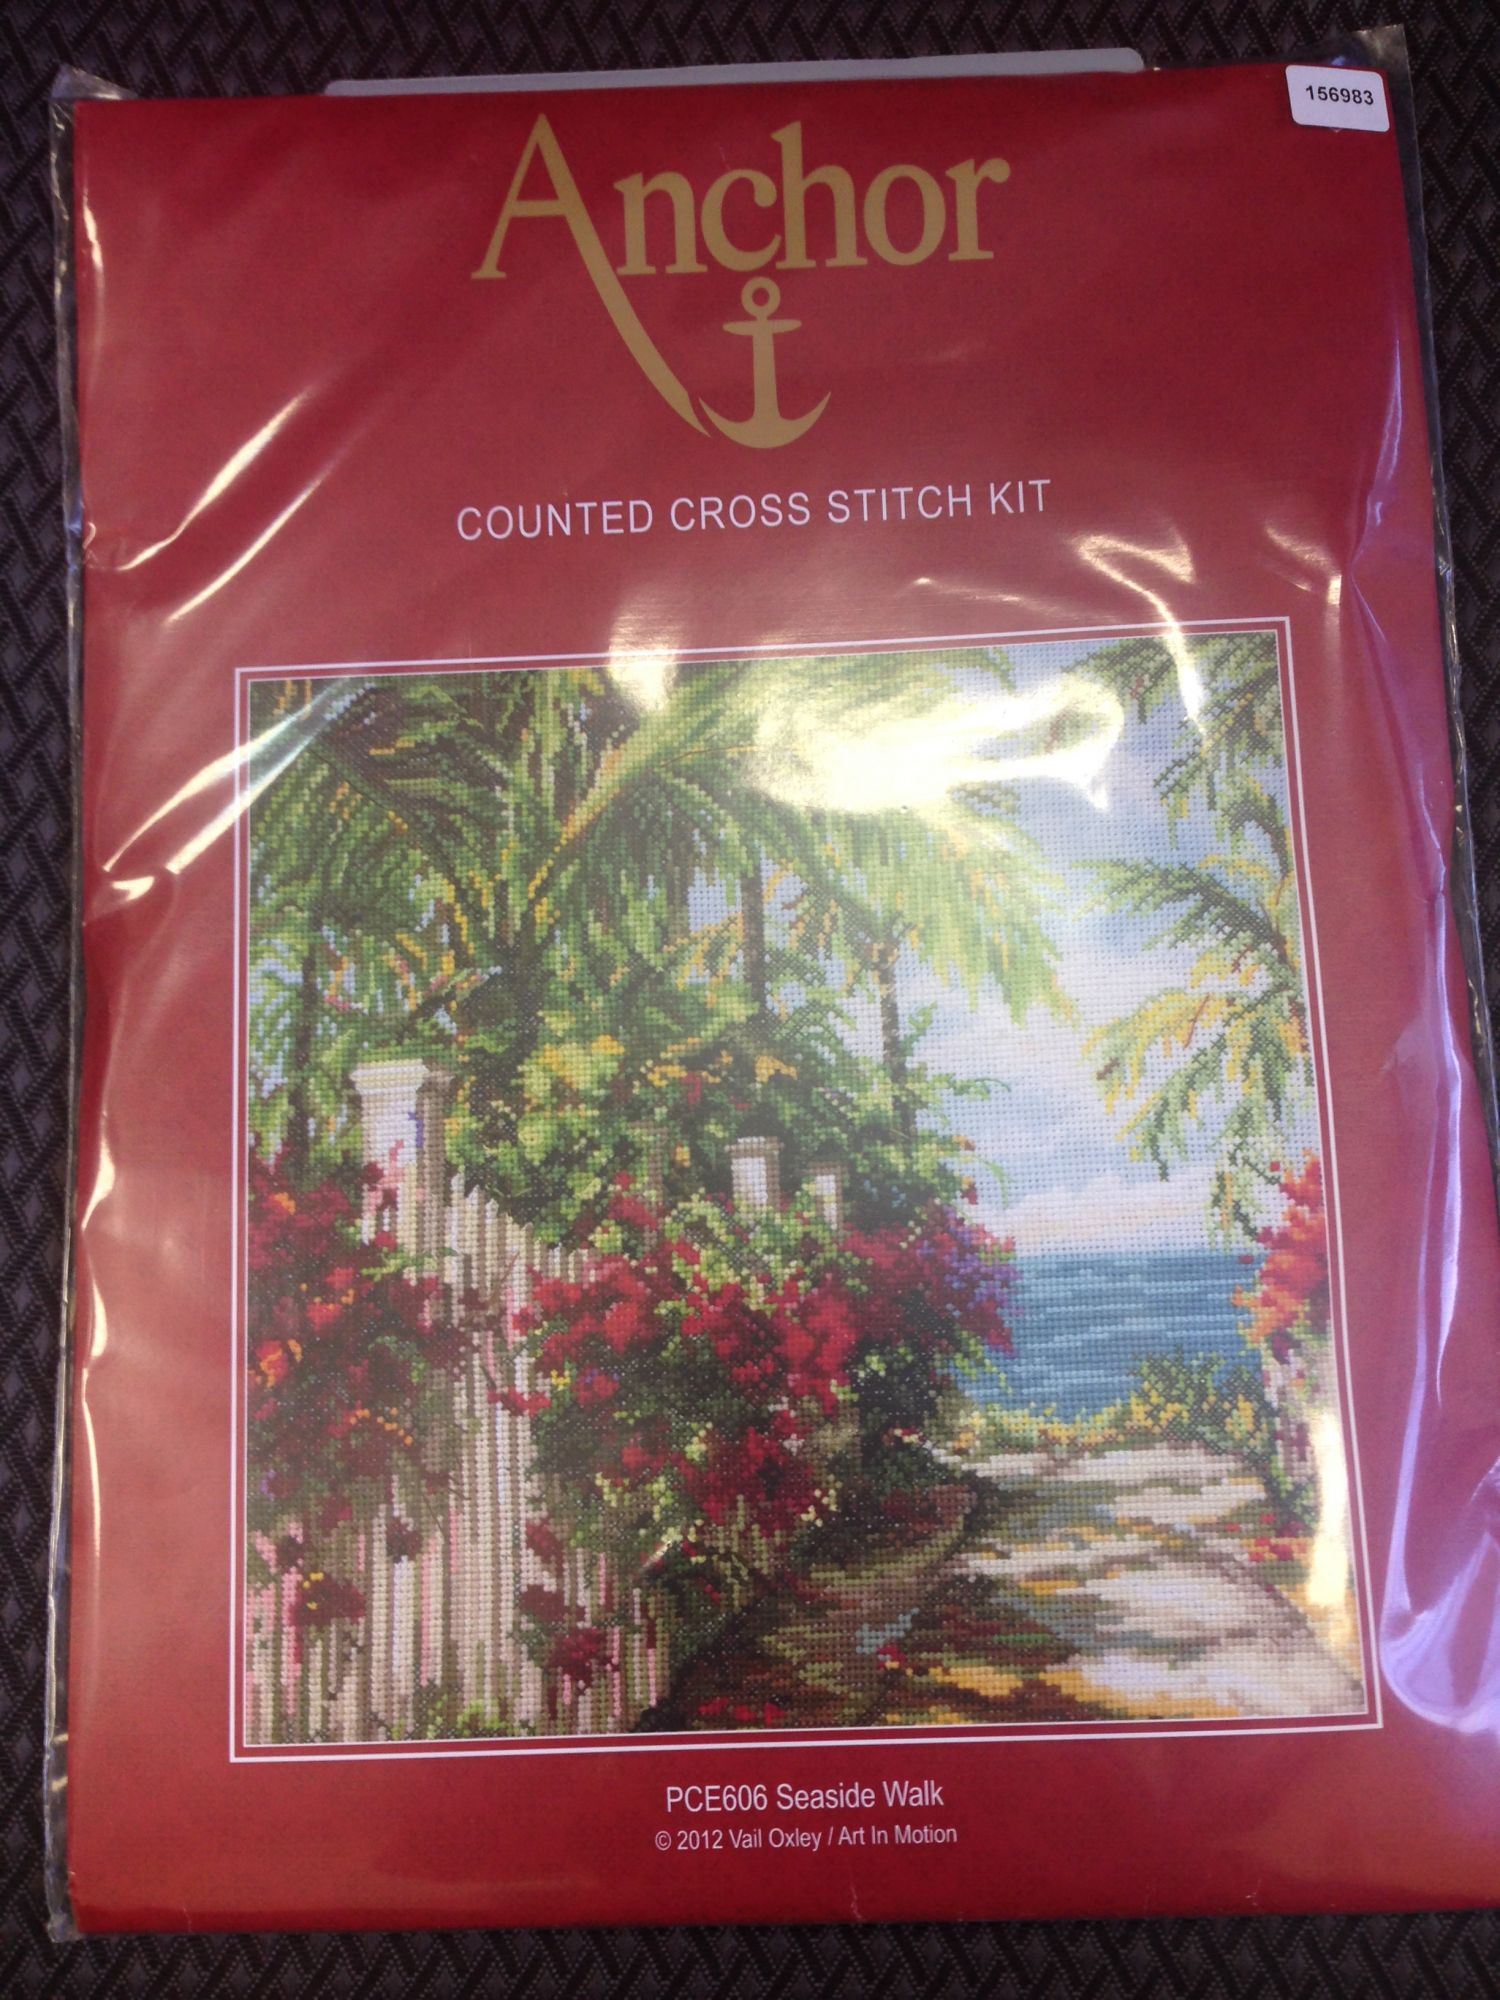 156983
Anchor
COUNTED CROSS STITCH KIT
PCE606 Seaside Walk
© 2012 Vail Oxley / Art In Motion